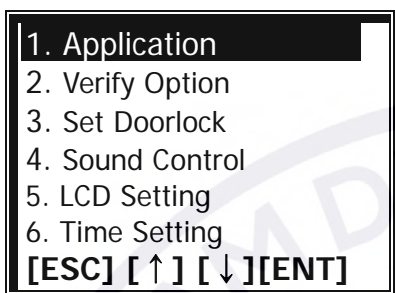 1. Application
2. Verify Option
3. Set Doorlock
4. Sound Control
5. LCD Setting
6. Time Setting
[ESC] [↑] [↓][ENT]